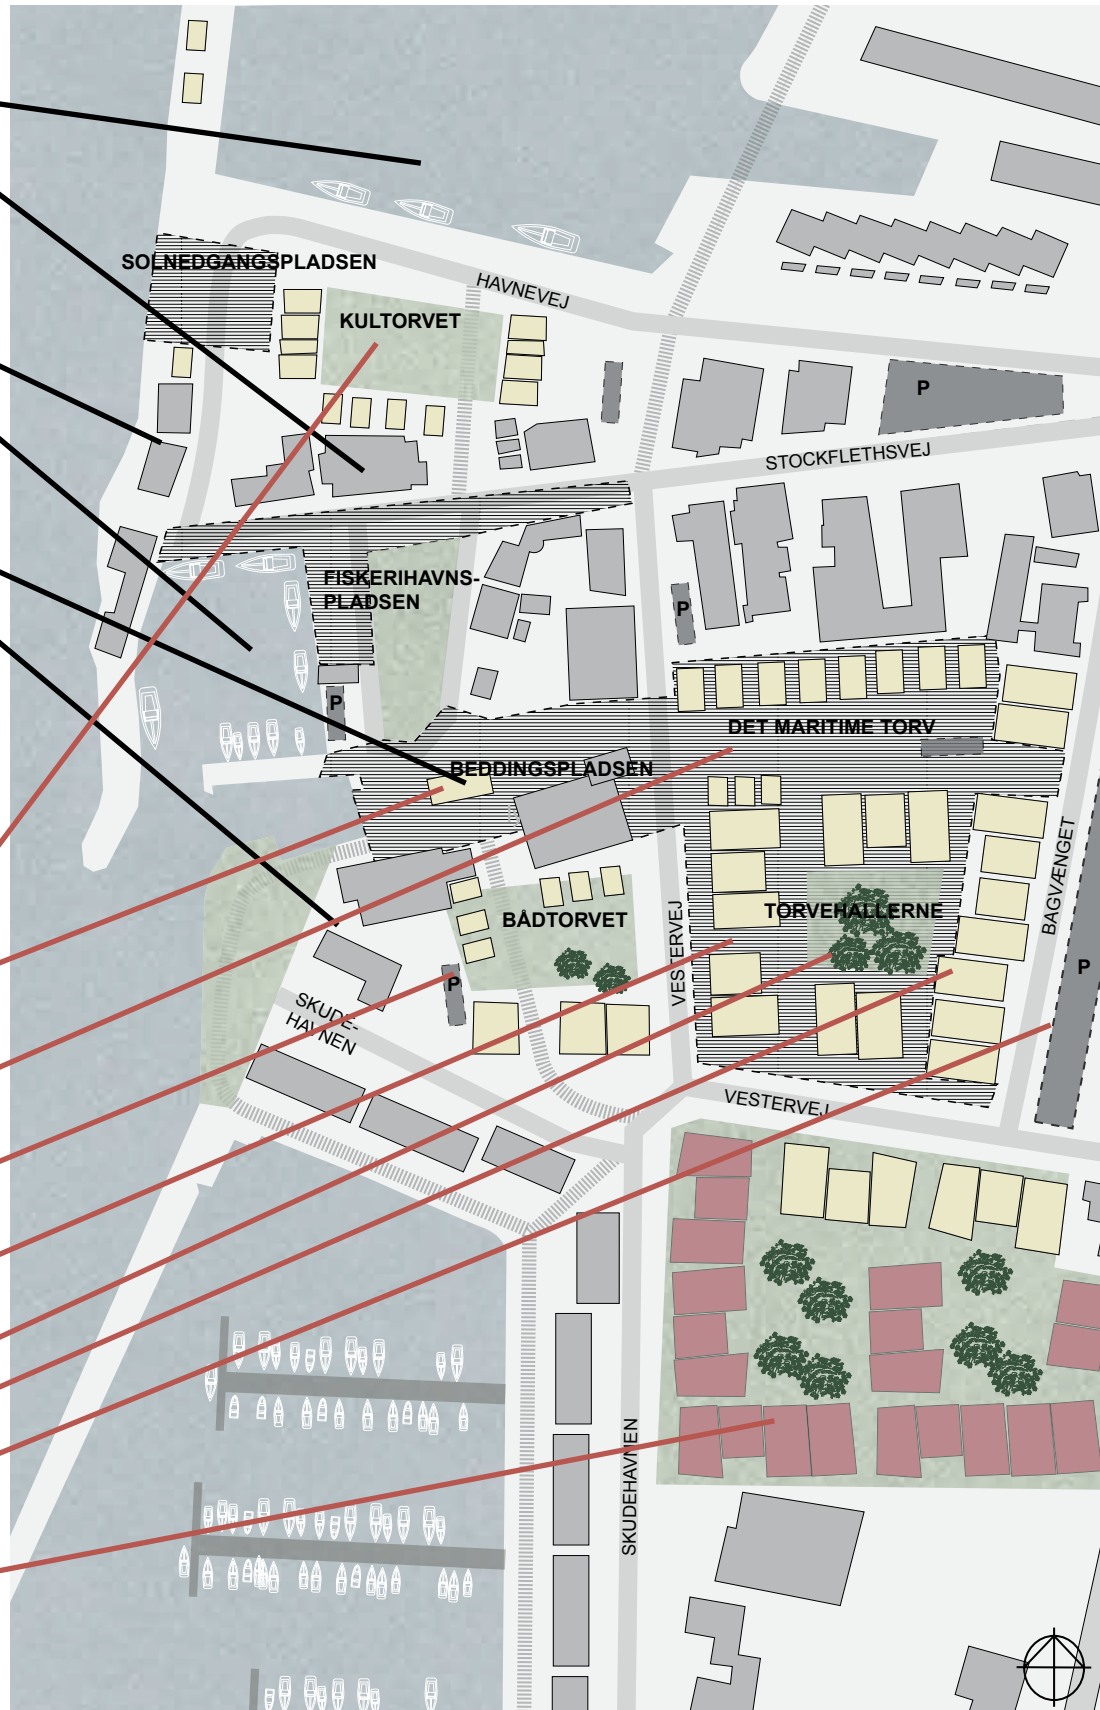 SOLNEDGANGSPLADSEN
HAVNEVEJ
KULTORVET
P
STOCKFLETHSVEJ
FISKERIHAVNS-
PLADSEN
P
P
DET MARITIME TORV
BEDDINGSPLADSEN
BAGVÆNGET
TORVEHALLERNE
BÅDTORVET
VESTERVEJ
P
P
SKUDE-
HAVNEN
VESTERVEJ
SKUDEHAVNEN